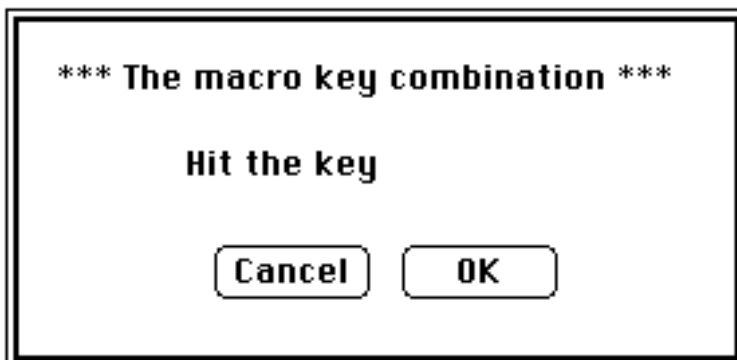 *** The macro key combination ***
Hit the key
Cancel OK